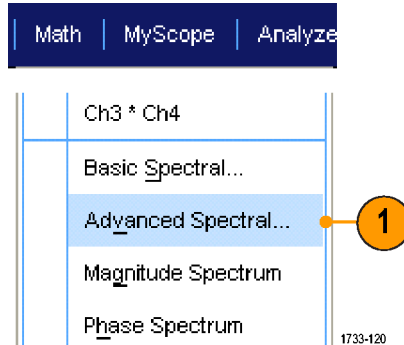 Math MyScope Analyze
Ch3 * Ch4
Basic Spectral...
Advanced Spectral...
1
Magnitude Spectrum
Phase Spectrum
1733-120